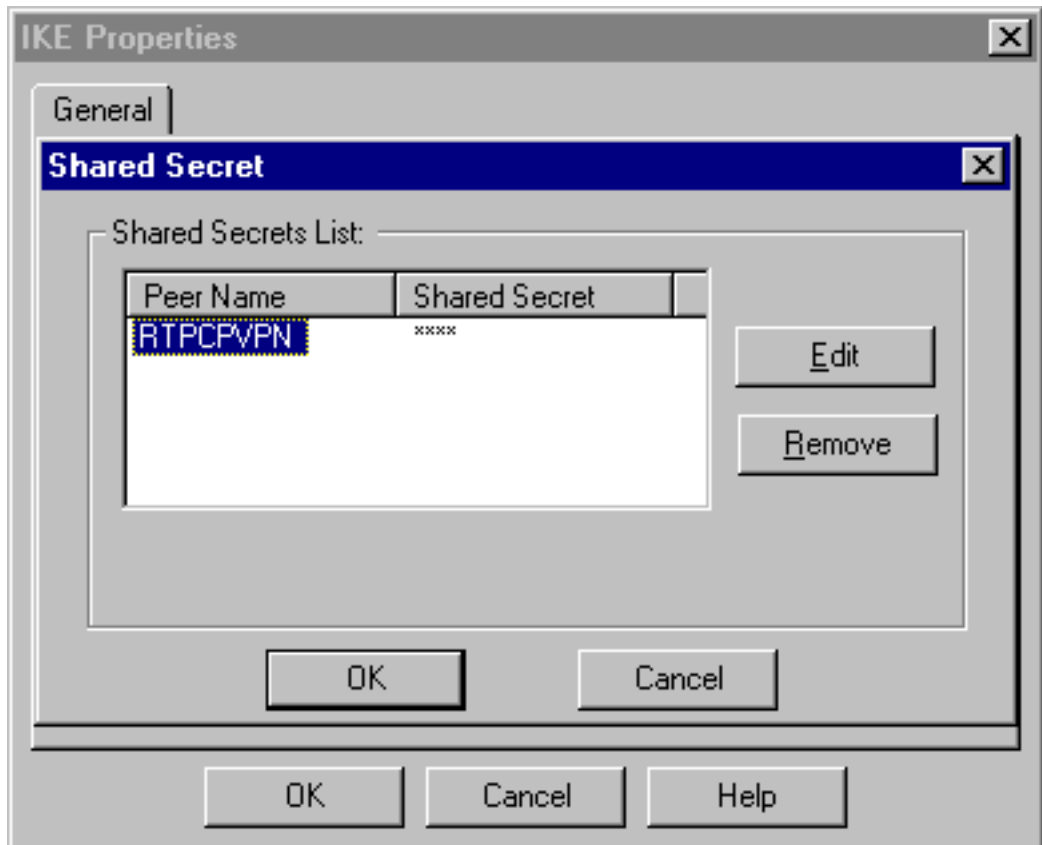 IKE Properties
General
Shared Secret
Shared Secrets List:
Peer Name Shared Secret
RTPCPVPN ****
Edit
Remove
OK Cancel
OK Cancel Help